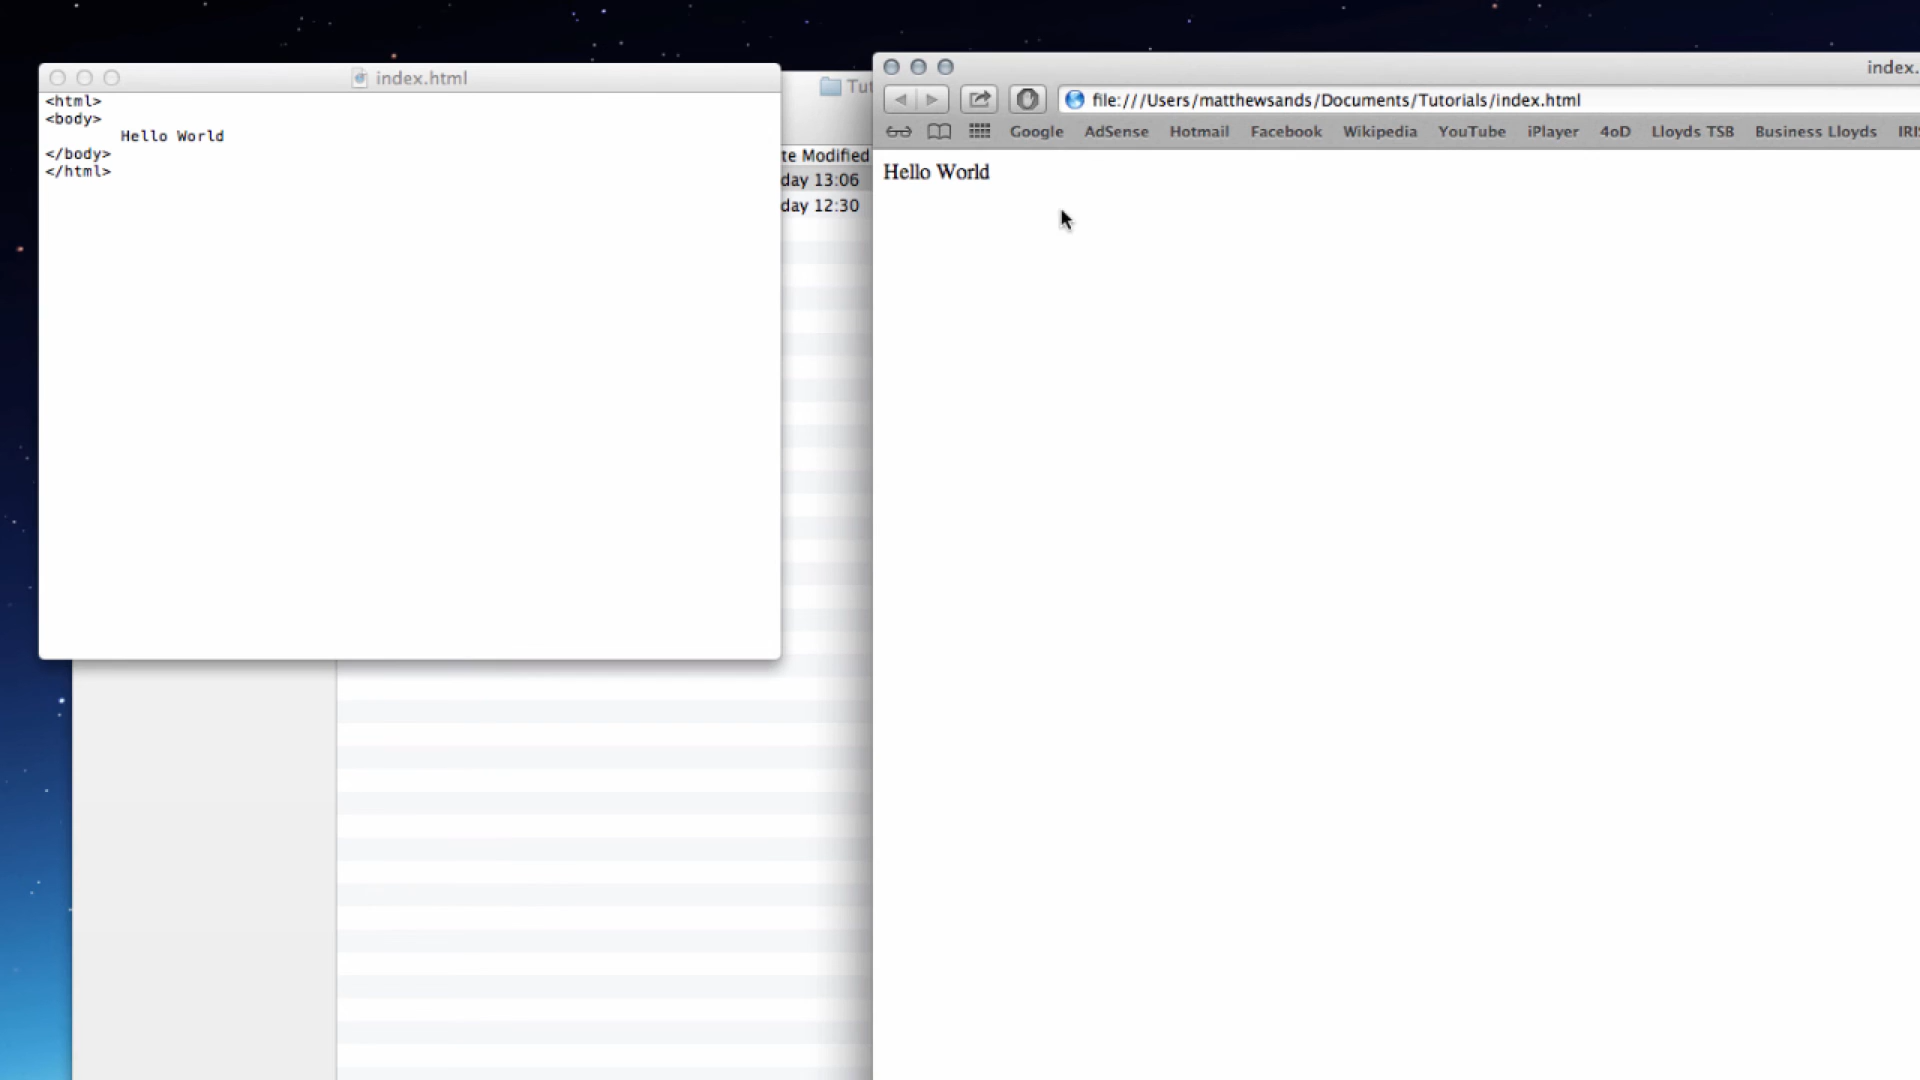 index.html
<html>
<body>
Hello World
</body>
</html>
Tut
te Modified
day 13:06
day 12:30
index.
file:///Users/matthewsands/Documents/Tutorials/index.html
Google AdSense Hotmail Facebook Wikipedia YouTube iPlayer 4oD Lloyds TSB Business Lloyds IRI
Hello World